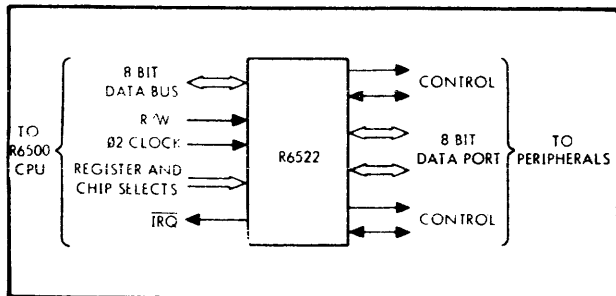 8 BIT
DATA BUS
R/W
Ø2 CLOCK
REGISTER AND
CHIP SELECTS
IRQ
TO
R6500
CPU
R6522
CONTROL
8 BIT
DATA PORT
CONTROL
TO
PERIPHERALS